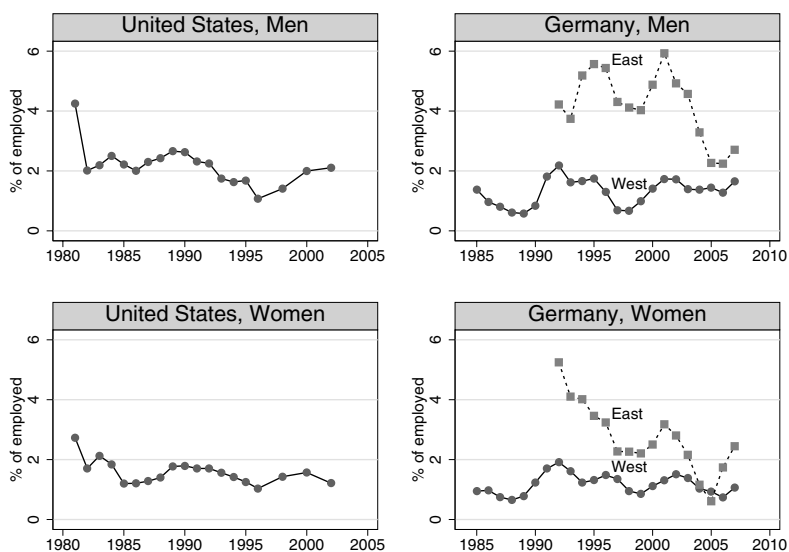 United States, Men
% of employed
6
4
2
0
1980 1985 1990 1995 2000 2005
Germany, Men
% of employed
6
4
2
0
East
West
1985 1990 1995 2000 2005 2010
United States, Women
% of employed
6
4
2
0
1980 1985 1990 1995 2000 2005
Germany, Women
% of employed
6
4
2
0
East
West
1985 1990 1995 2000 2005 2010